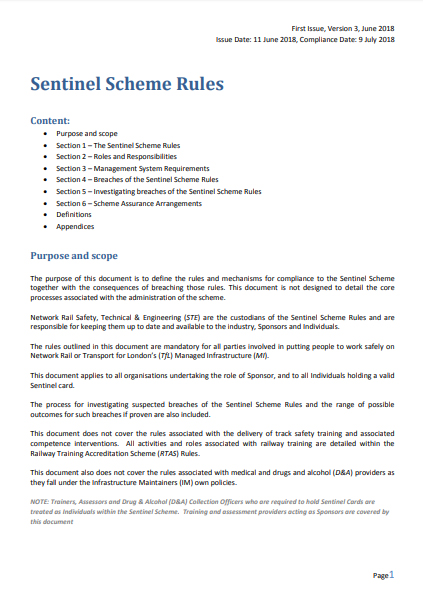 First Issue, Version 3, June 2018
Issue Date: 11 June 2018, Compliance Date: 9 July 2018
Sentinel Scheme Rules
Content:
• Purpose and scope
• Section 1 – The Sentinel Scheme Rules
• Section 2 – Roles and Responsibilities
• Section 3 – Management System Requirements
• Section 4 – Breaches of the Sentinel Scheme Rules
• Section 5 – Investigating breaches of the Sentinel Scheme Rules
• Section 6 – Scheme Assurance Arrangements
• Definitions
• Appendices
Purpose and scope
The purpose of this document is to define the rules and mechanisms for compliance to the Sentinel Scheme
together with the consequences of breaching those rules. This document is not designed to detail the core
processes associated with the administration of the scheme.
Network Rail Safety, Technical & Engineering (STE) are the custodians of the Sentinel Scheme Rules and are
responsible for keeping them up to date and available to the industry, Sponsors and Individuals.
The rules outlined in this document are mandatory for all parties involved in putting people to work safely on
Network Rail or Transport for London's (TfL) Managed Infrastructure (MI).
This document applies to all organisations undertaking the role of Sponsor, and to all Individuals holding a valid
Sentinel card.
The process for investigating suspected breaches of the Sentinel Scheme Rules and the range of possible
outcomes for such breaches if proven are also included.
This document does not cover the rules associated with the delivery of track safety training and associated
competence interventions. All activities and roles associated with railway training are detailed within the
Railway Training Accreditation Scheme (RTAS) Rules.
This document also does not cover the rules associated with medical and drugs and alcohol (D&A) providers as
they fall under the Infrastructure Maintainers (IM) own policies.
NOTE: Trainers, Assessors and Drug & Alcohol (D&A) Collection Officers who are required to hold Sentinel Cards are
treated as Individuals within the Sentinel Scheme. Training and assessment providers acting as Sponsors are covered by
this document
Page1